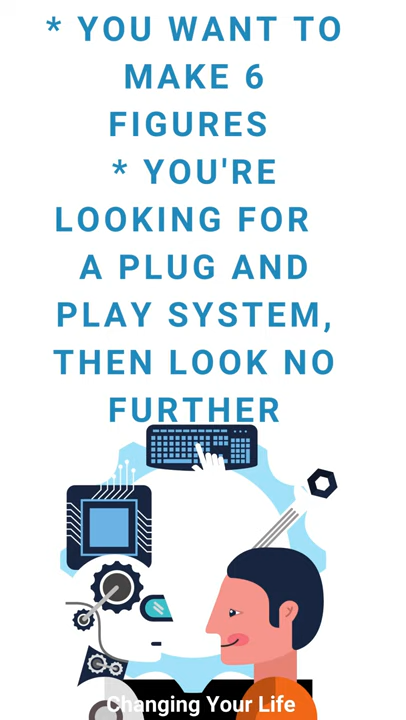 * YOU WANT TO
MAKE 6
FIGURES
* YOU'RE
LOOKING FOR
A PLUG AND
PLAY SYSTEM,
THEN LOOK NO
FURTHER
Changing Your Life